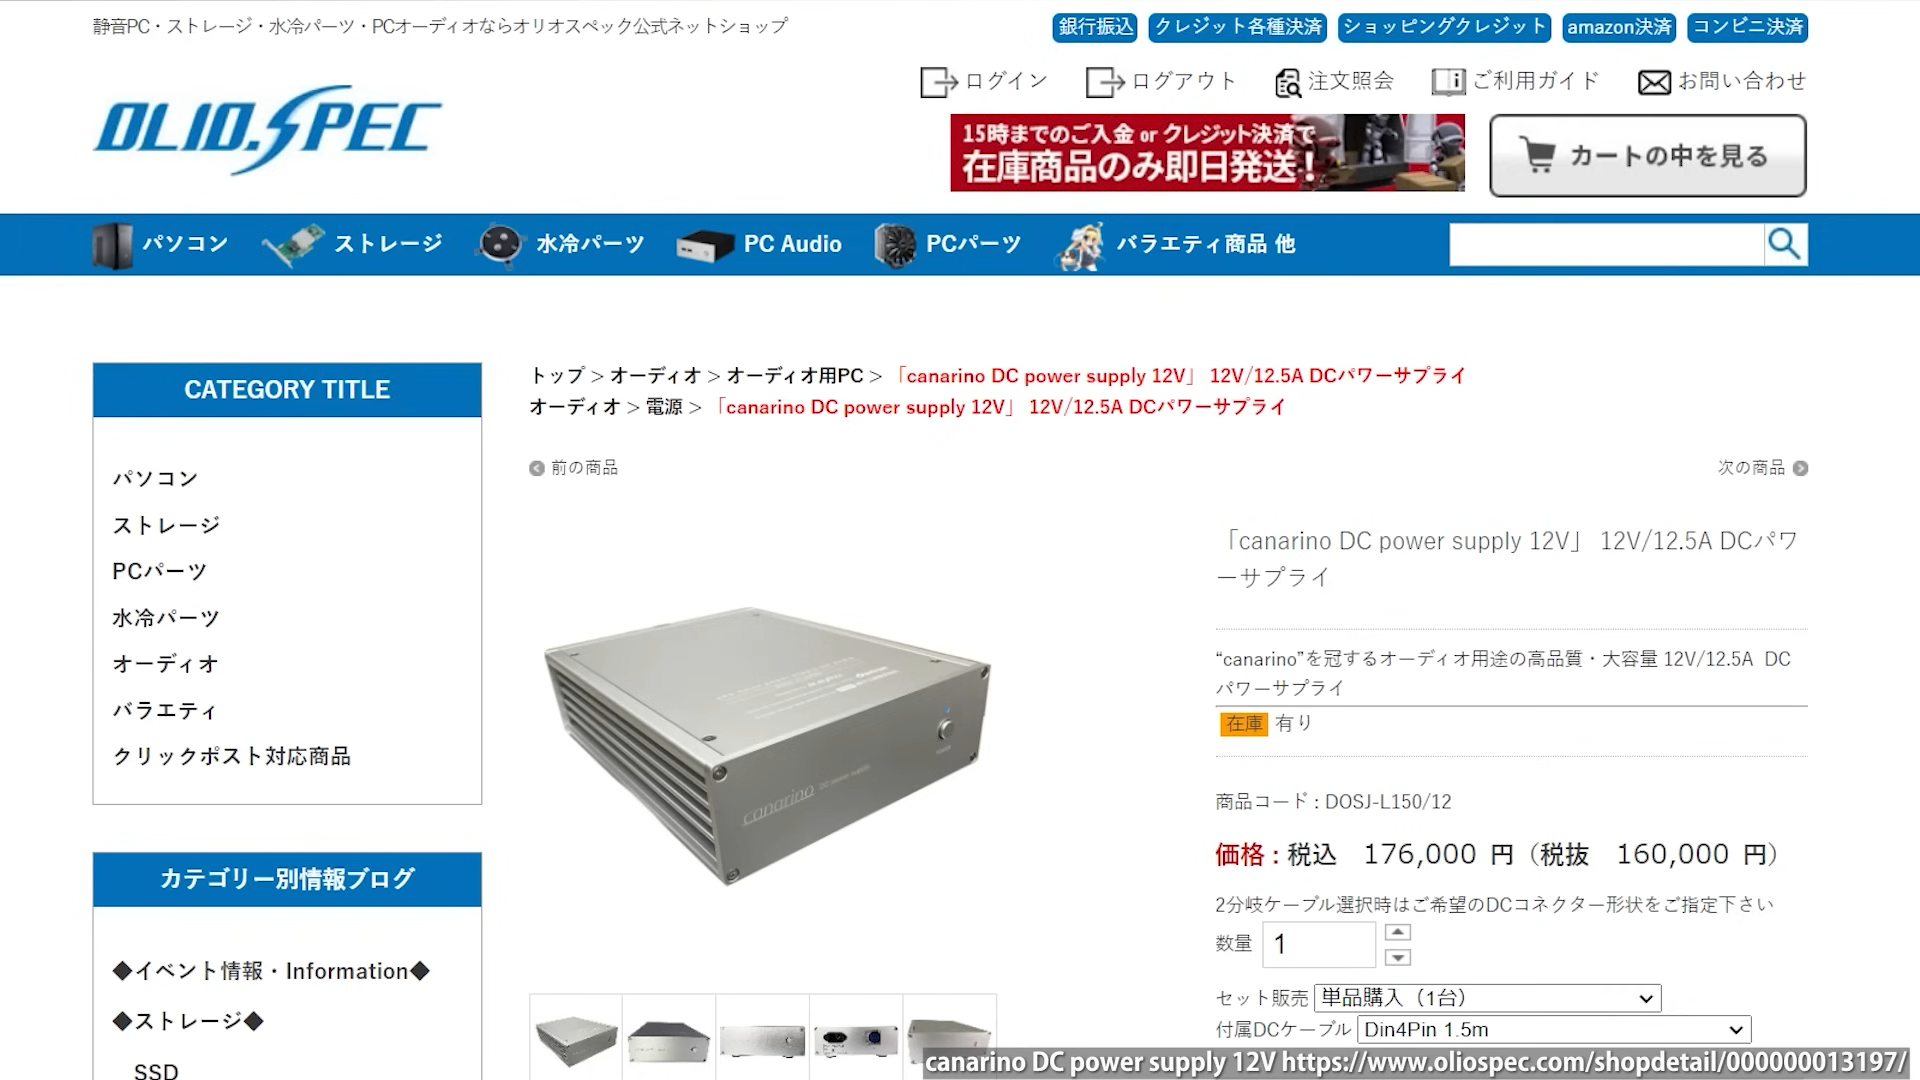 静音PC・ストレージ・水冷パーツ・PCオーディオならオリオスペック公式ネットショップ
銀行振込 クレジット各種決済 ショッピングクレジット amazon決済 コンビニ決済
ログイン ログアウト 注文照会 ご利用ガイド お問い合わせ
OLIO.SPEC
15時までのご入金 or クレジット決済で
在庫商品のみ即日発送！
カートの中を見る
パソコン ストレージ 水冷パーツ PC Audio PCパーツ バラエティ商品 他
CATEGORY TITLE
パソコン
ストレージ
PCパーツ
水冷パーツ
オーディオ
バラエティ
クリックポスト対応商品
カテゴリー別情報ブログ
◆イベント情報・Information◆
◆ストレージ◆
SSD
トップ > オーディオ > オーディオ用PC > 「canarino DC power supply 12V」 12V/12.5A DCパワーサプライ
オーディオ > 電源 > 「canarino DC power supply 12V」 12V/12.5A DCパワーサプライ
前の商品
次の商品
canarino DC power supply
「canarino DC power supply 12V」 12V/12.5A DCパワ
ーサプライ
“canarino”を冠するオーディオ用途の高品質・大容量 12V/12.5A DC
パワーサプライ
在庫 有り
商品コード : DOSJ-L150/12
価格 : 税込 176,000 円（税抜 160,000 円）
2分岐ケーブル選択時はご希望のDCコネクター形状をご指定下さい
数量 1
セット販売 単品購入（1台）
付属DCケーブル Din4Pin 1.5m
canarino DC power supply 12V https://www.oliospec.com/shopdetail/000000013197/